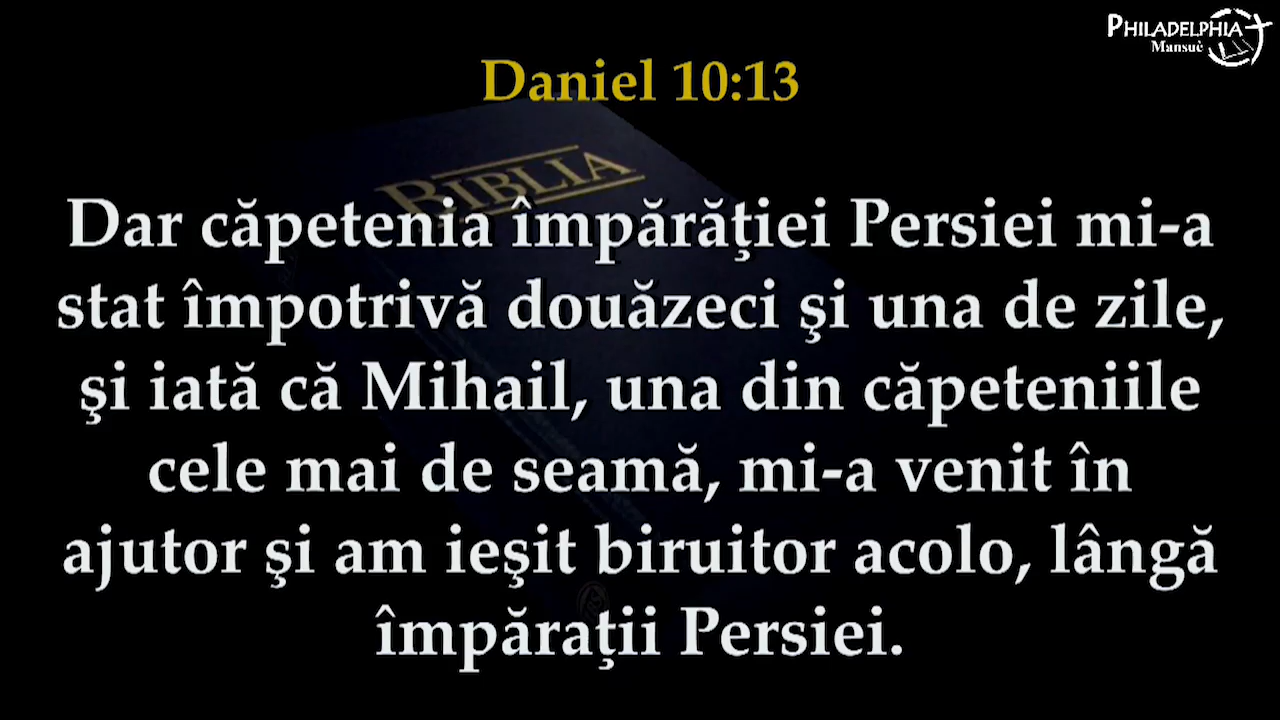 PHILADELPHIA
Mansuè
Daniel 10:13
BIBLIA
Dar căpetenia împărăţiei Persiei mi-a
stat împotrivă douăzeci şi una de zile,
şi iată că Mihail, una din căpeteniile
cele mai de seamă, mi-a venit în
ajutor şi am ieşit biruitor acolo, lângă
împăraţii Persiei.